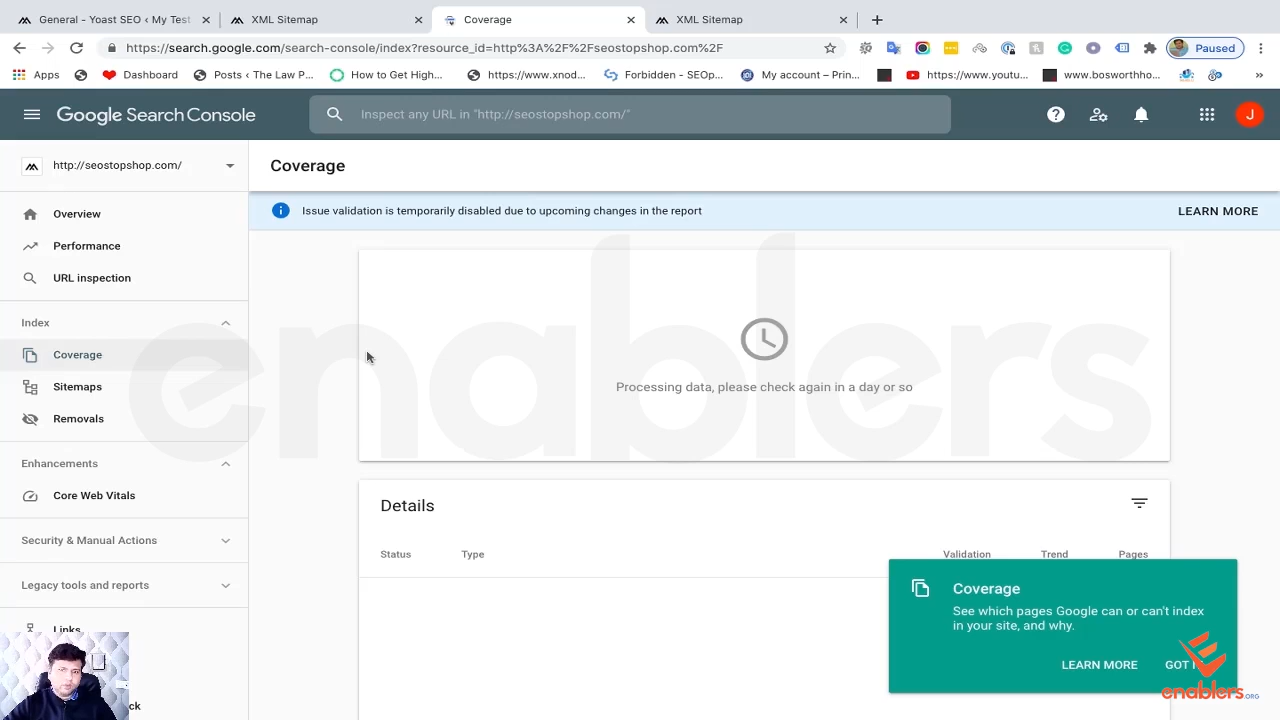 General - Yoast SEO ‹ My Test
XML Sitemap
Coverage
XML Sitemap
https://search.google.com/search-console/index?resource_id=http%3A%2F%2Fseostopshop.com%2F
Paused
Apps
Dashboard
Posts ‹ The Law P...
How to Get High...
https://www.xnod...
Forbidden - SEOp...
My account – Prin...
https://www.youtu...
www.bosworthho...
»
Google Search Console
Inspect any URL in "http://seostopshop.com/"
J
http://seostopshop.com/
Coverage
Issue validation is temporarily disabled due to upcoming changes in the report
LEARN MORE
Overview
Performance
URL inspection
Index
Coverage
Sitemaps
Removals
Enhancements
Core Web Vitals
Security & Manual Actions
Legacy tools and reports
Links
enablers
Processing data, please check again in a day or so
Details
Status
Type
Validation
Trend
Pages
Coverage
See which pages Google can or can't index
in your site, and why.
LEARN MORE
GOT
enablers.ORG